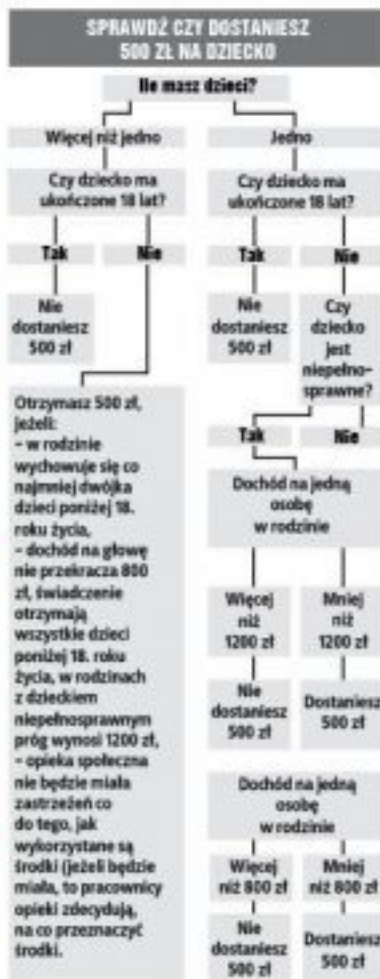 SPRAWDŹ CZY DOSTANIESZ
500 ZŁ NA DZIECKO
Ile masz dzieci?
Więcej niż jedno
Czy dziecko ma
ukończone 18 lat?
Tak
Nie
Nie
dostaniesz
500 zł
Otrzymasz 500 zł,
jeżeli:
– w rodzinie
wychowuje się co
najmniej dwójka
dzieci poniżej 18.
roku życia,
– dochód na głowę
nie przekracza 800
zł, świadczenie
otrzymają
wszystkie dzieci
poniżej 18. roku
życia, w rodzinach
z dzieckiem
niepełnosprawnym
próg wynosi 1200 zł,
– opieka społeczna
nie będzie miała
zastrzeżeń co
do tego, jak
wykorzystane są
środki (jeżeli będzie
miała, to pracownicy
opieki zdecydują,
na co przeznaczyć
środki.
Jedno
Czy dziecko ma
ukończone 18 lat?
Tak
Nie
Nie
dostaniesz
500 zł
Czy
dziecko
jest
niepełno-
sprawne?
Tak
Nie
Dochód na jedną
osobę
w rodzinie
Więcej
niż
1200 zł
Mniej
niż
1200 zł
Nie
dostaniesz
500 zł
Dostaniesz
500 zł
Dochód na jedną
osobę
w rodzinie
Więcej
niż 800 zł
Mniej
niż 800 zł
Nie
dostaniesz
500 zł
Dostaniesz
500 zł